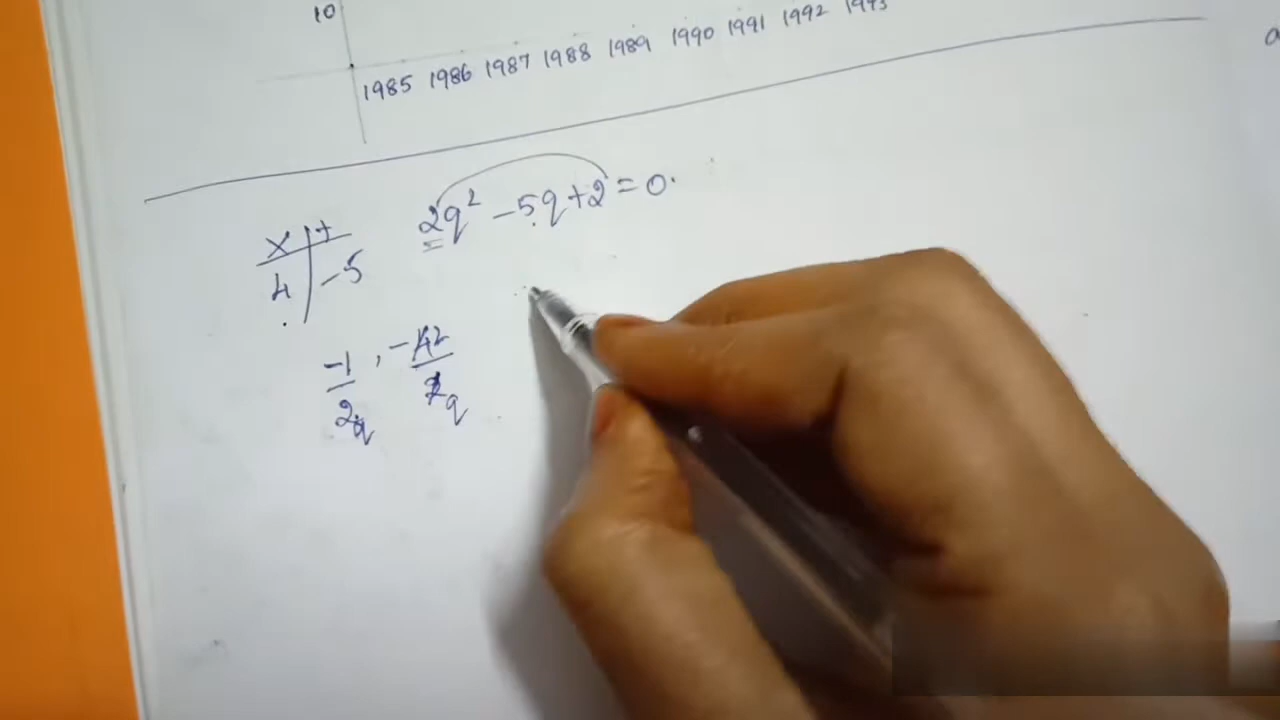 10
1985 1986 1987 1988 1989 1990 1991 1992 1993
2q² - 5q + 2 = 0.
x | +
4 | -5
-1/2q , -42/2q